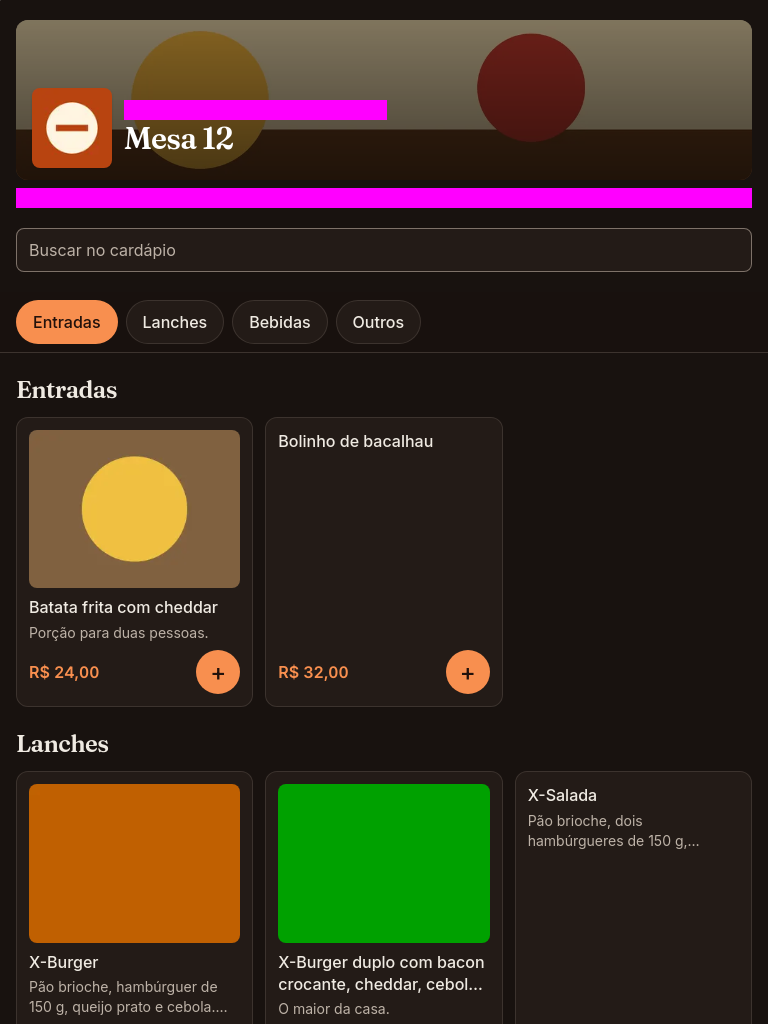 Mesa 12
Buscar no cardápio
Entradas
Lanches
Bebidas
Outros
Entradas
Batata frita com cheddar
Porção para duas pessoas.
R$ 24,00
+
Bolinho de bacalhau
R$ 32,00
+
Lanches
X-Burger
Pão brioche, hambúrguer de
150 g, queijo prato e cebola....
X-Burger duplo com bacon
crocante, cheddar, cebol...
O maior da casa.
X-Salada
Pão brioche, dois
hambúrgueres de 150 g,...